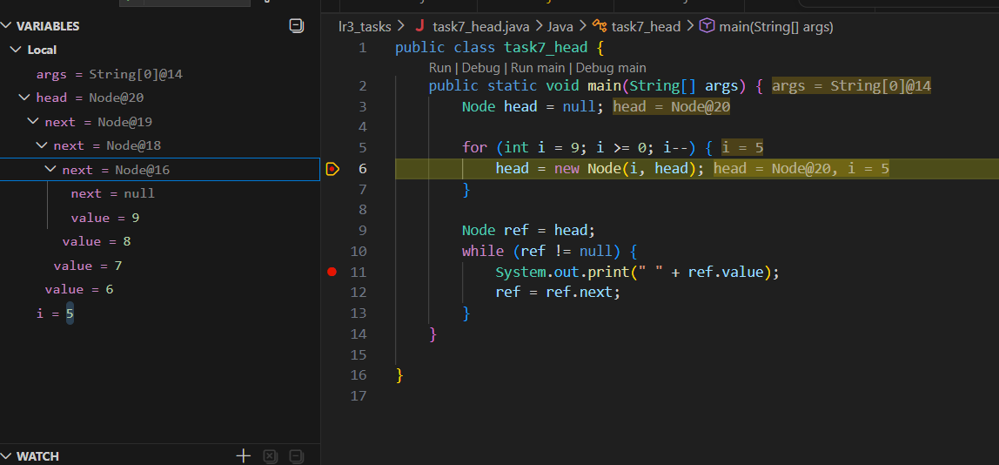 VARIABLES
Local
args = String[0]@14
head = Node@20
next = Node@19
next = Node@18
next = Node@16
next = null
value = 9
value = 8
value = 7
value = 6
i = 5
WATCH
lr3_tasks > J task7_head.java > Java > task7_head > main(String[] args)
1 public class task7_head {
Run | Debug | Run main | Debug main
2 public static void main(String[] args) { args = String[0]@14
3 Node head = null; head = Node@20
4
5 for (int i = 9; i >= 0; i--) { i = 5
6 head = new Node(i, head); head = Node@20, i = 5
7 }
8
9 Node ref = head;
10 while (ref != null) {
11 System.out.print(" " + ref.value);
12 ref = ref.next;
13 }
14 }
15
16 }
17